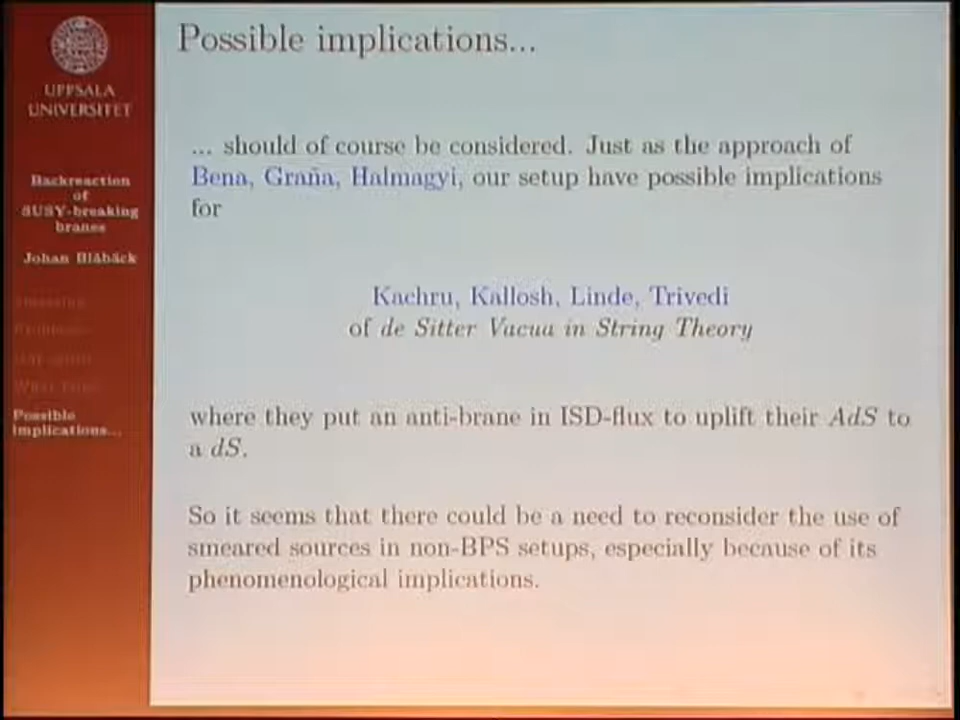 Possible implications...
UPPSALA
UNIVERSITET
Backreaction
of
SUSY-breaking
branes
Johan Blåbäck
Possible
implications...
... should of course be considered. Just as the approach of
Bena, Graña, Halmagyi, our setup have possible implications
for
Kachru, Kallosh, Linde, Trivedi
of de Sitter Vacua in String Theory
where they put an anti-brane in ISD-flux to uplift their AdS to
a dS.
So it seems that there could be a need to reconsider the use of
smeared sources in non-BPS setups, especially because of its
phenomenological implications.